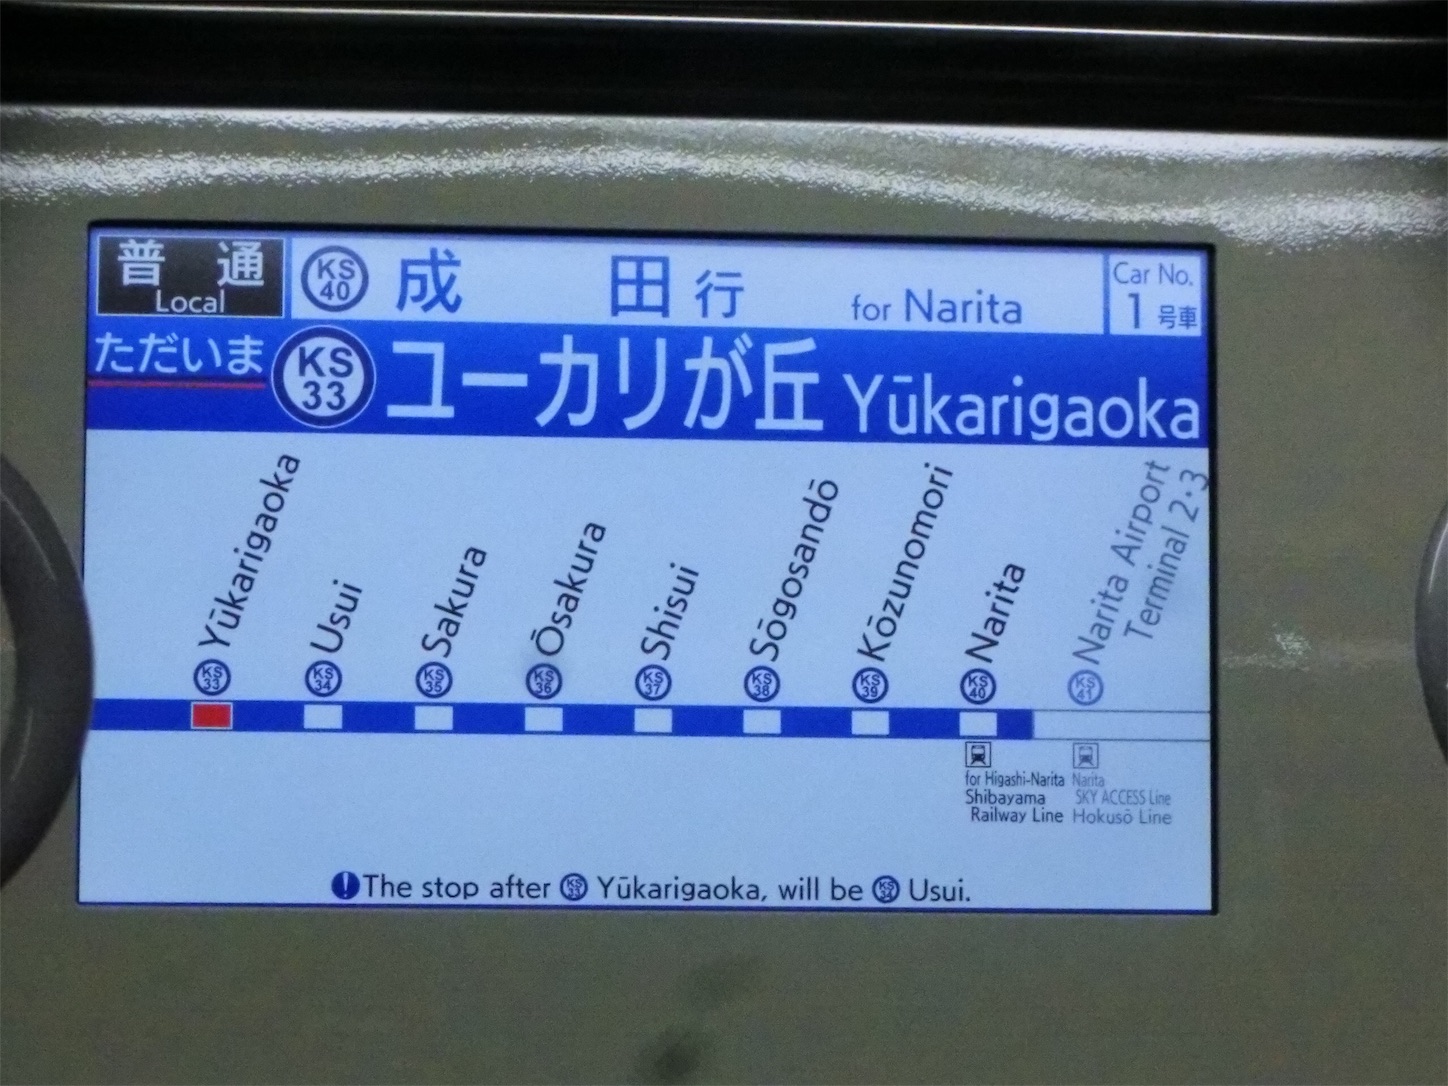 普通
Local
KS 40 成田行 for Narita
Car No.
1号車
ただいま
KS 33 ユーカリが丘 Yūkarigaoka
Yūkarigaoka
Usui
Sakura
Ōsakura
Shisui
Sōgosandō
Kōzunomori
Narita
Narita Airport
Terminal 2·3
KS 33
KS 34
KS 35
KS 36
KS 37
KS 38
KS 39
KS 40
KS 41
for Higashi-Narita
Shibayama
Railway Line
Narita
SKY ACCESS Line
Hokusō Line
! The stop after KS 33 Yūkarigaoka, will be KS 34 Usui.